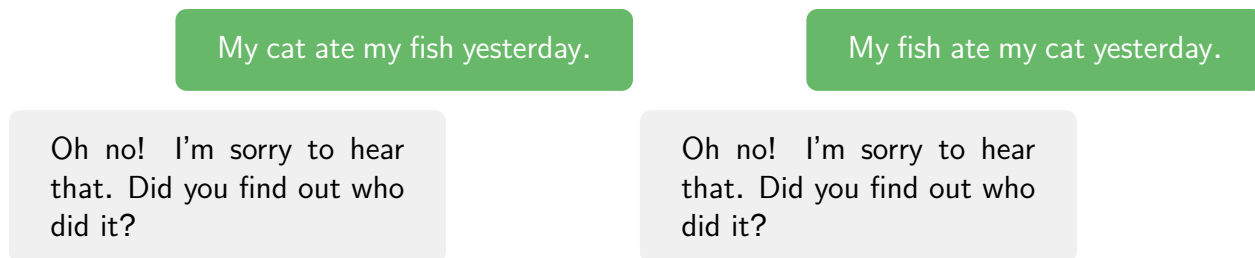 My cat ate my fish yesterday.
Oh no! I'm sorry to hear
that. Did you find out who
did it?
My fish ate my cat yesterday.
Oh no! I'm sorry to hear
that. Did you find out who
did it?